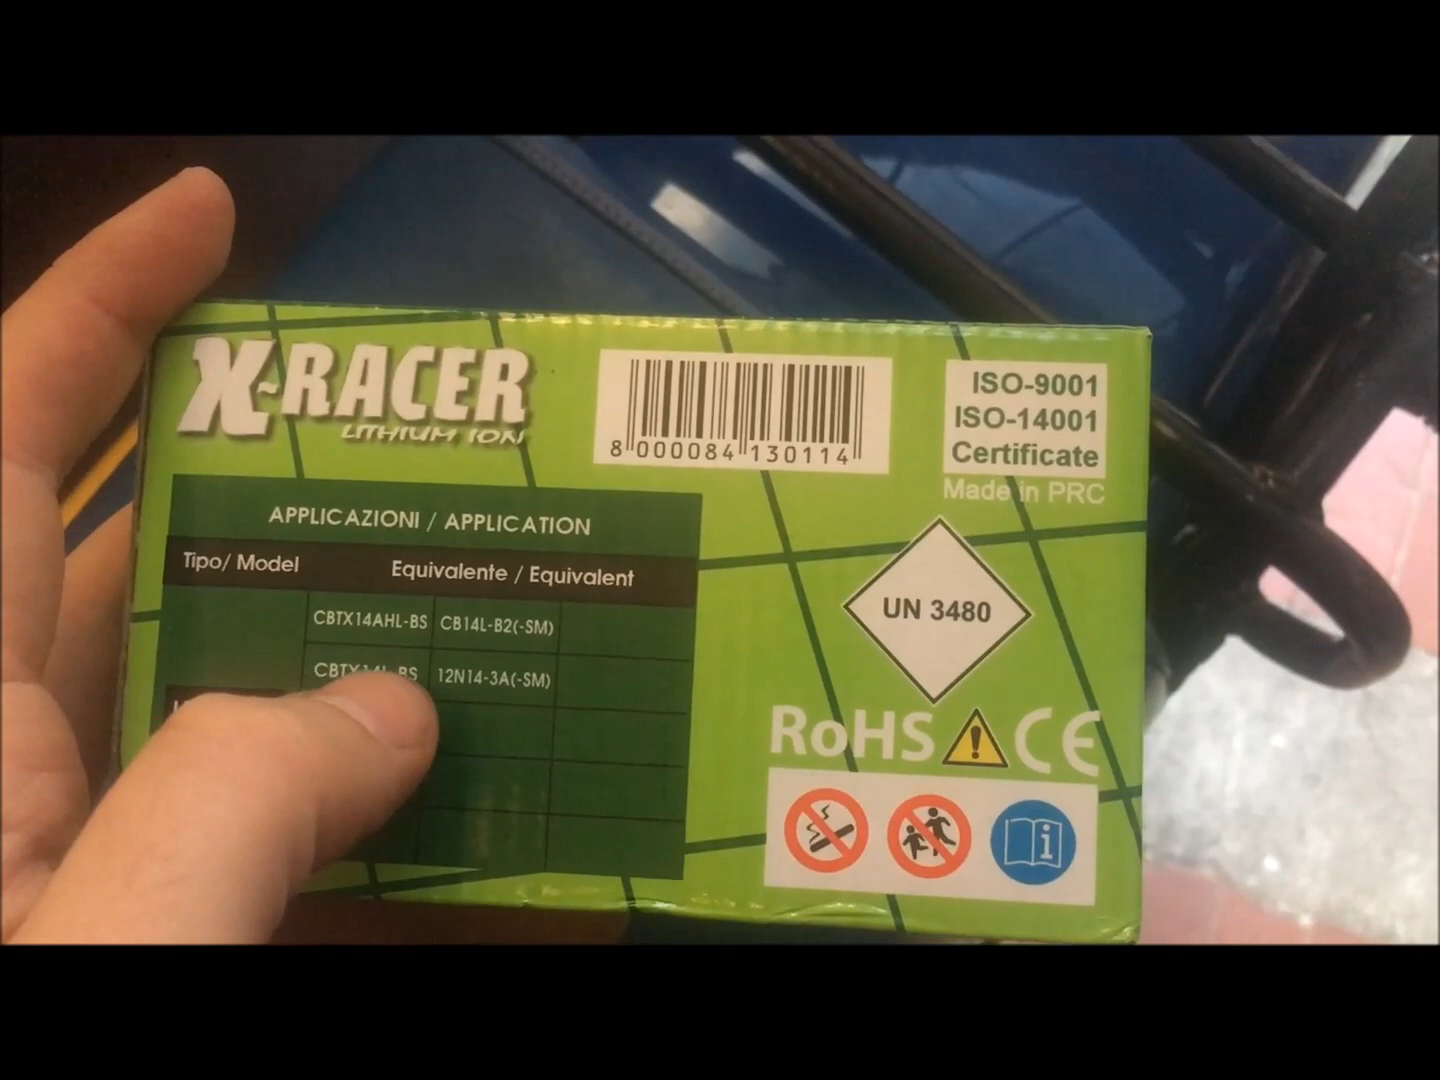 X-RACER
LITHIUM ION
8 000084 130114
ISO-9001
ISO-14001
Certificate
Made in PRC
APPLICAZIONI / APPLICATION
Tipo/ Model Equivalente / Equivalent
CBTX14AHL-BS CB14L-B2(-SM)
12N14-3A(-SM)
UN 3480
RoHS CE